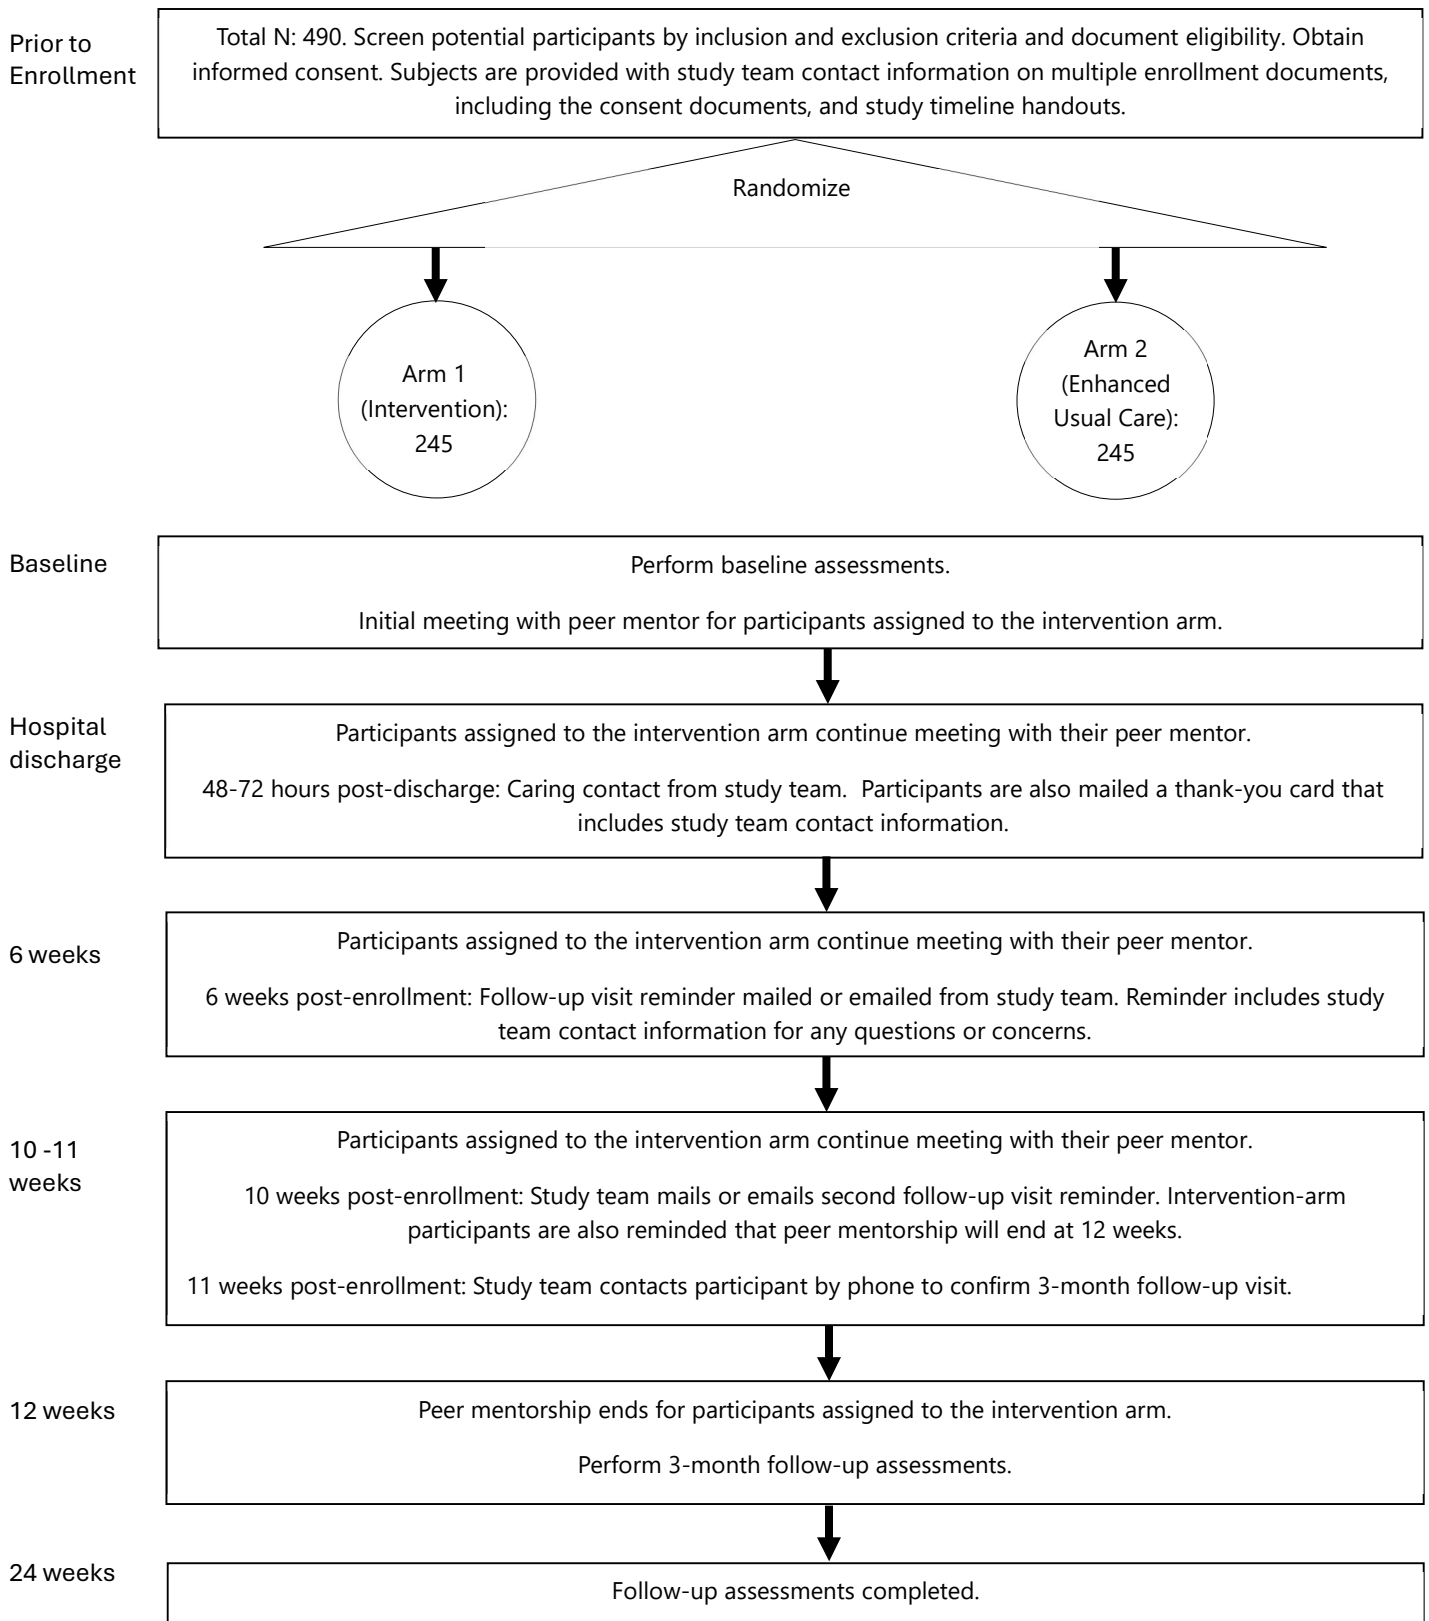 Prior to
Enrollment
Total N: 490. Screen potential participants by inclusion and exclusion criteria and document eligibility. Obtain
informed consent. Subjects are provided with study team contact information on multiple enrollment documents,
including the consent documents, and study timeline handouts.
Randomize
Arm 1
(Intervention):
245
Arm 2
(Enhanced
Usual Care):
245
Baseline
Perform baseline assessments.
Initial meeting with peer mentor for participants assigned to the intervention arm.
Hospital
discharge
Participants assigned to the intervention arm continue meeting with their peer mentor.
48-72 hours post-discharge: Caring contact from study team.  Participants are also mailed a thank-you card that
includes study team contact information.
6 weeks
Participants assigned to the intervention arm continue meeting with their peer mentor.
6 weeks post-enrollment: Follow-up visit reminder mailed or emailed from study team. Reminder includes study
team contact information for any questions or concerns.
10 -11
weeks
Participants assigned to the intervention arm continue meeting with their peer mentor.
10 weeks post-enrollment: Study team mails or emails second follow-up visit reminder. Intervention-arm
participants are also reminded that peer mentorship will end at 12 weeks.
11 weeks post-enrollment: Study team contacts participant by phone to confirm 3-month follow-up visit.
12 weeks
Peer mentorship ends for participants assigned to the intervention arm.
Perform 3-month follow-up assessments.
24 weeks
Follow-up assessments completed.